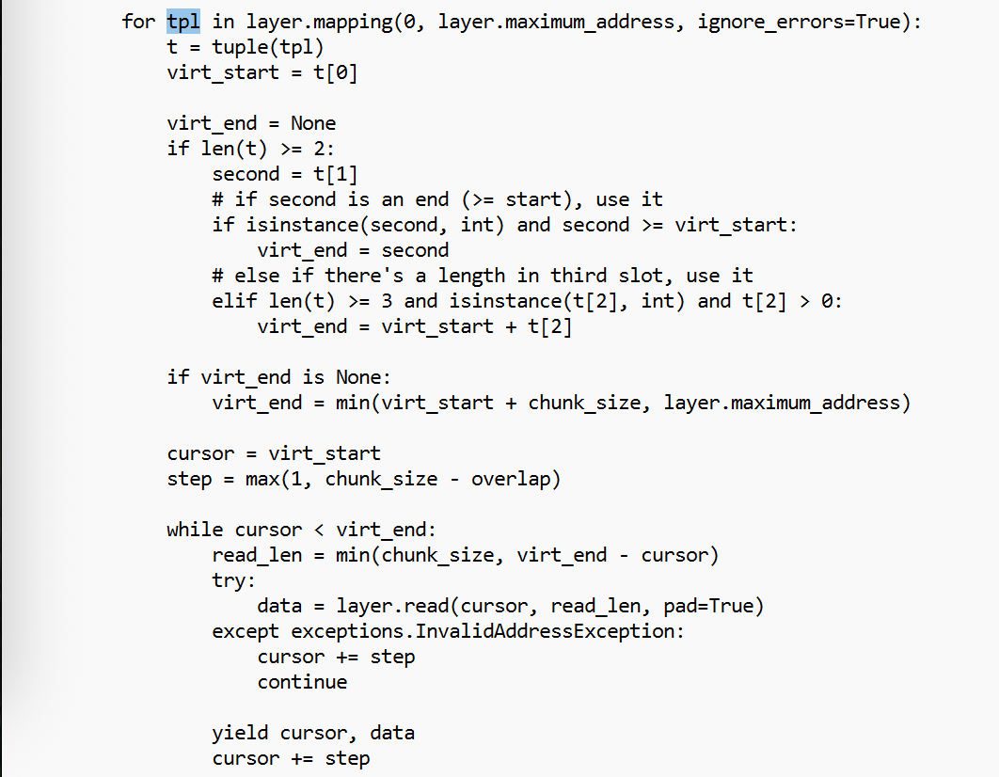 for tpl in layer.mapping(0, layer.maximum_address, ignore_errors=True):
    t = tuple(tpl)
    virt_start = t[0]

    virt_end = None
    if len(t) >= 2:
        second = t[1]
        # if second is an end (>= start), use it
        if isinstance(second, int) and second >= virt_start:
            virt_end = second
        # else if there's a length in third slot, use it
        elif len(t) >= 3 and isinstance(t[2], int) and t[2] > 0:
            virt_end = virt_start + t[2]

    if virt_end is None:
        virt_end = min(virt_start + chunk_size, layer.maximum_address)

    cursor = virt_start
    step = max(1, chunk_size - overlap)

    while cursor < virt_end:
        read_len = min(chunk_size, virt_end - cursor)
        try:
            data = layer.read(cursor, read_len, pad=True)
        except exceptions.InvalidAddressException:
            cursor += step
            continue

        yield cursor, data
        cursor += step